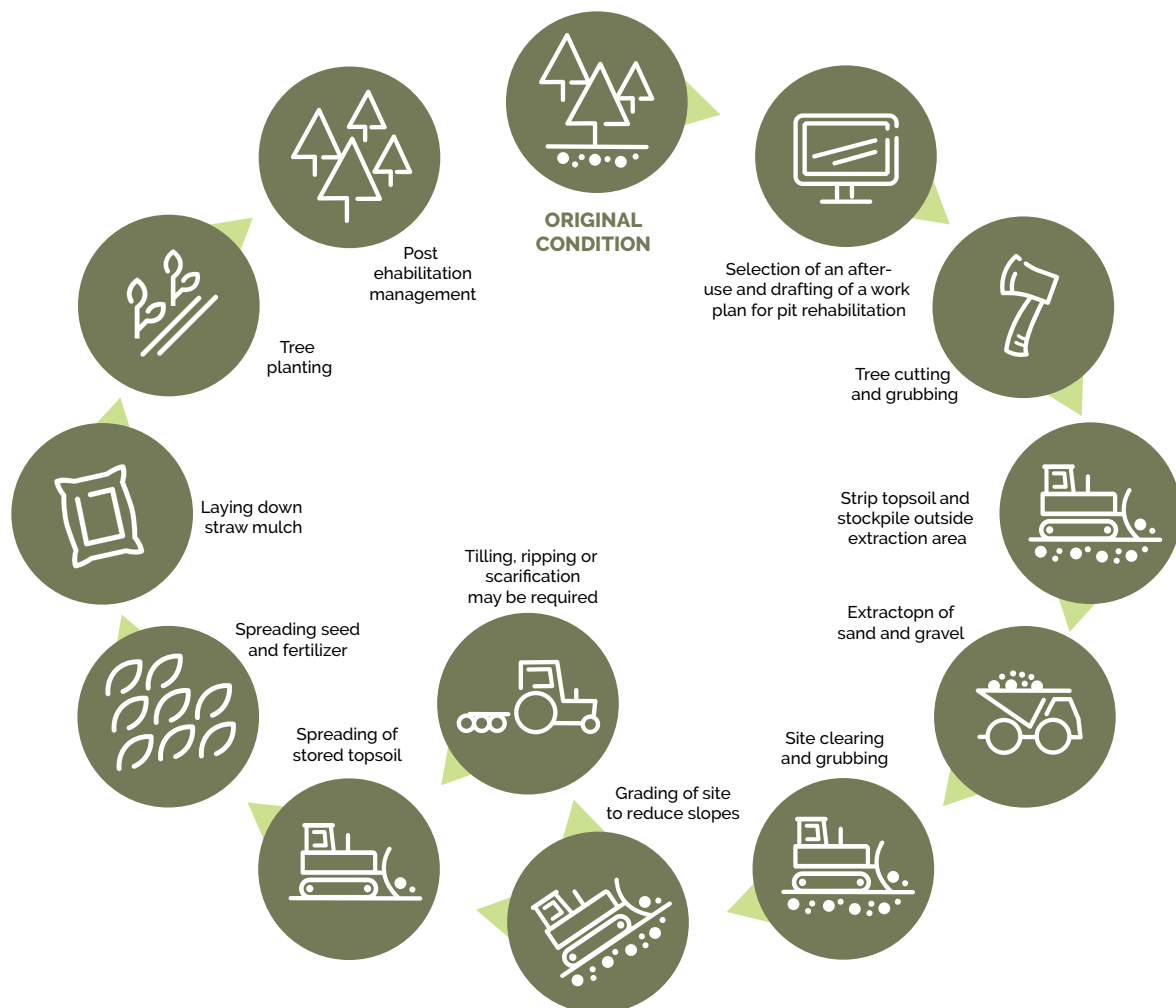 ORIGINAL
CONDITION
Selection of an after-
use and drafting of a work
plan for pit rehabilitation
Tree cutting
and grubbing
Strip topsoil and
stockpile outside
extraction area
Extractopn of
sand and gravel
Site clearing
and grubbing
Grading of site
to reduce slopes
Tilling, ripping or
scarification
may be required
Spreading of
stored topsoil
Spreading seed
and fertilizer
Laying down
straw mulch
Tree
planting
Post
ehabilitation
management